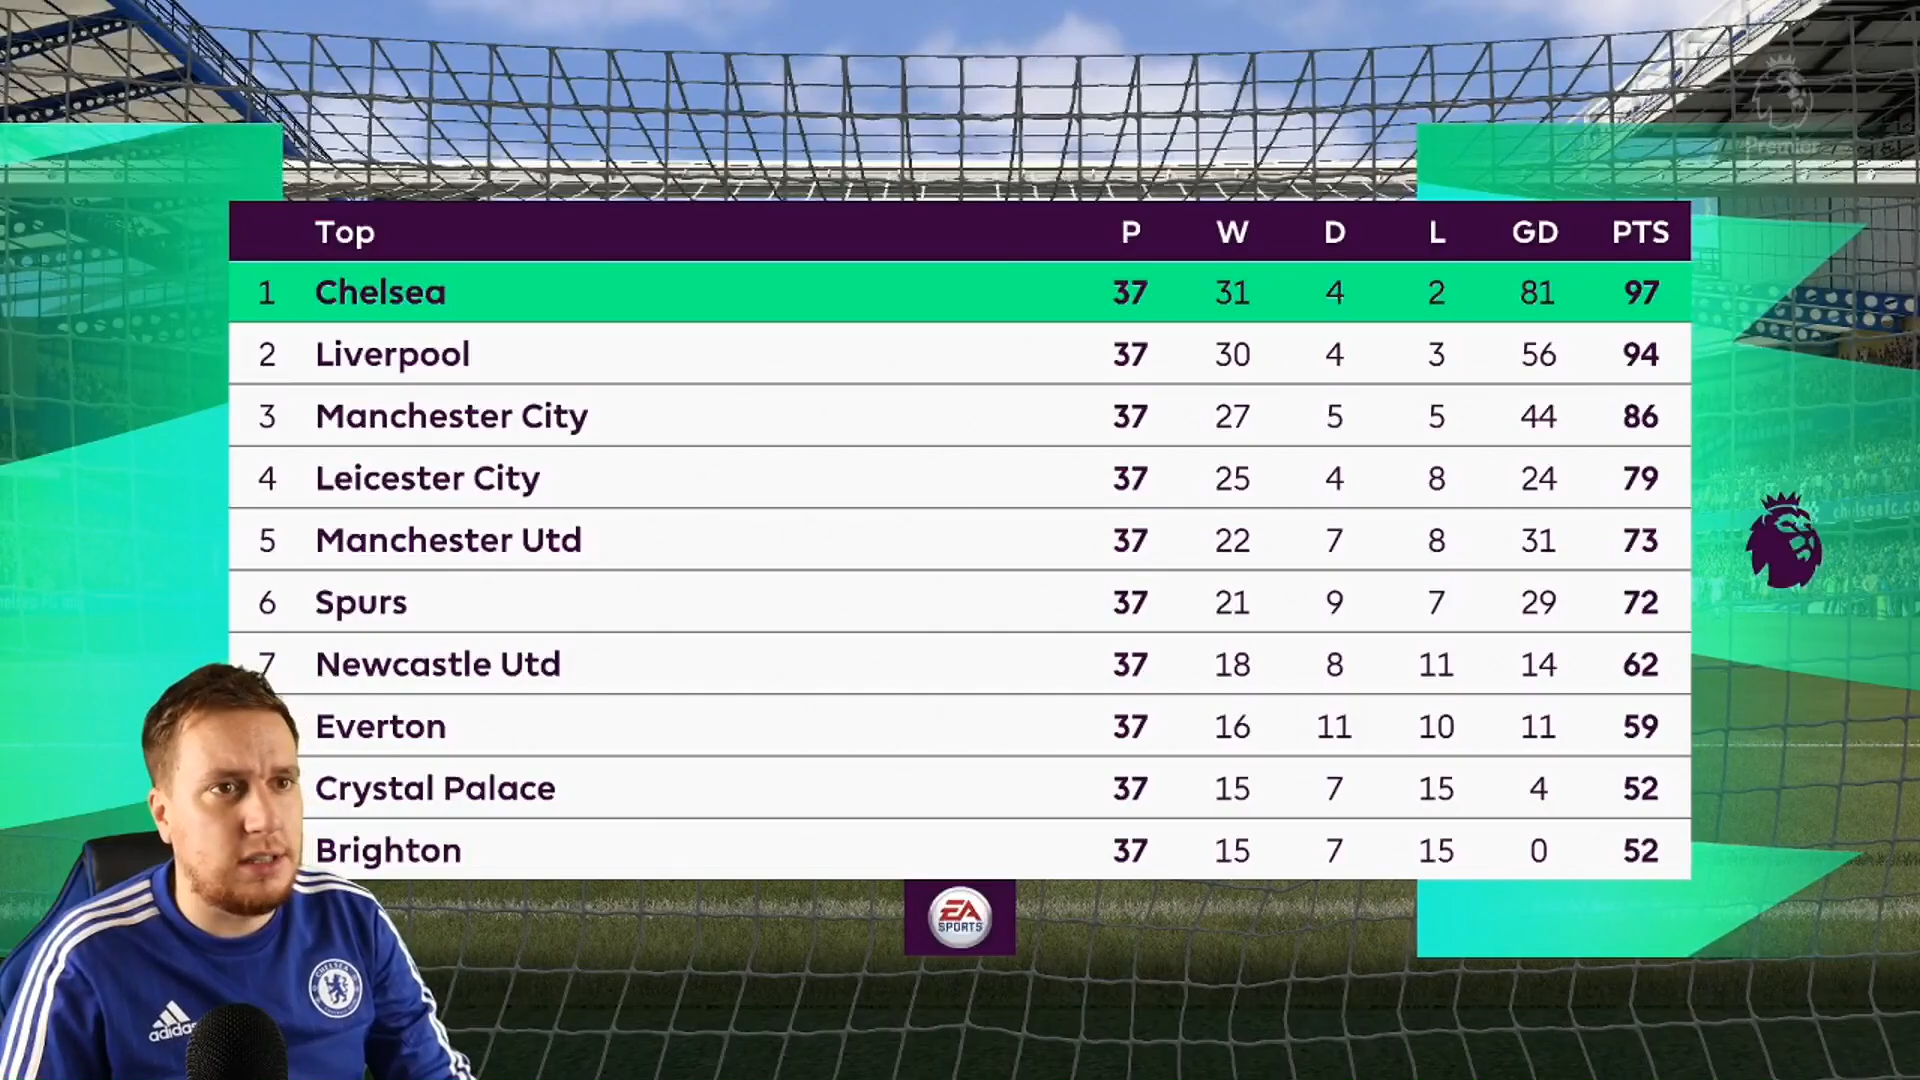 Premier
Top P W D L GD PTS
1 Chelsea 37 31 4 2 81 97
2 Liverpool 37 30 4 3 56 94
3 Manchester City 37 27 5 5 44 86
4 Leicester City 37 25 4 8 24 79
5 Manchester Utd 37 22 7 8 31 73
6 Spurs 37 21 9 7 29 72
7 Newcastle Utd 37 18 8 11 14 62
Everton 37 16 11 10 11 59
Crystal Palace 37 15 7 15 4 52
Brighton 37 15 7 15 0 52
chelseafc.co
EA
SPORTS
CHELSEA
adidas